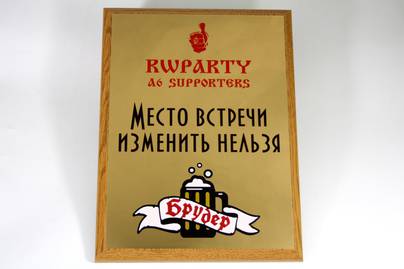 RWPARTY
A6 SUPPORTERS
МЕСТО ВСТРЕЧИ
ИЗМЕНИТЬ НЕЛЬЗЯ
Брудер